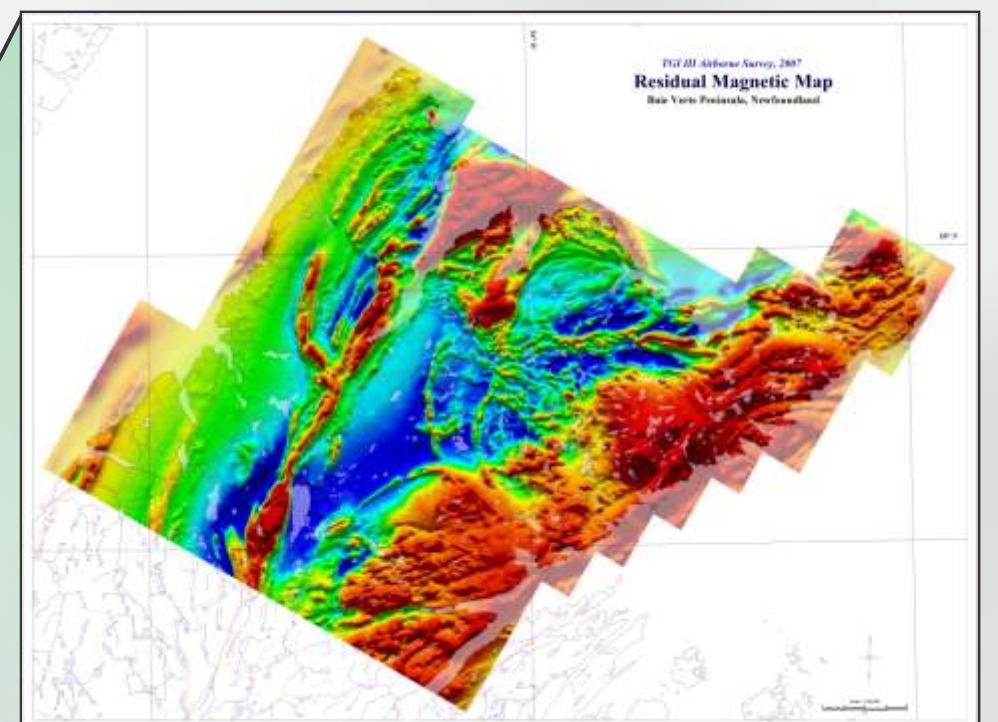 TGI III Airborne Survey, 2007
Residual Magnetic Map
Baie Verte Peninsula, Newfoundland